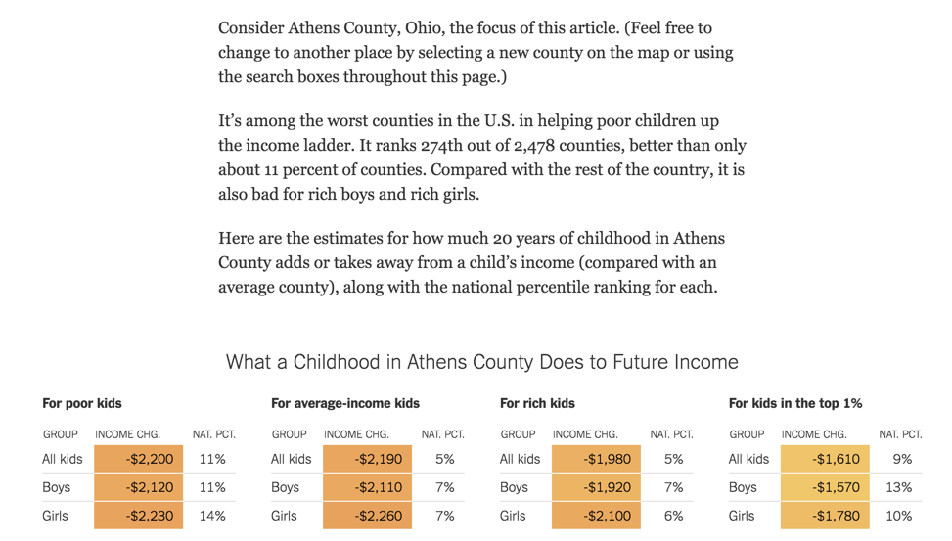 Consider Athens County, Ohio, the focus of this article. (Feel free to
change to another place by selecting a new county on the map or using
the search boxes throughout this page.)
It's among the worst counties in the U.S. in helping poor children up
the income ladder. It ranks 274th out of 2,478 counties, better than only
about 11 percent of counties. Compared with the rest of the country, it is
also bad for rich boys and rich girls.
Here are the estimates for how much 20 years of childhood in Athens
County adds or takes away from a child's income (compared with an
average county), along with the national percentile ranking for each.
What a Childhood in Athens County Does to Future Income
For poor kids
GROUP INCOME CHG. NAT. PCT.
All kids -$2,200 11%
Boys -$2,120 11%
Girls -$2,230 14%
For average-income kids
GROUP INCOME CHG. NAT. PCT.
All kids -$2,190 5%
Boys -$2,110 7%
Girls -$2,260 7%
For rich kids
GROUP INCOME CHG. NAT. PCT.
All kids -$1,980 5%
Boys -$1,920 7%
Girls -$2,100 6%
For kids in the top 1%
GROUP INCOME CHG. NAT. PCT.
All kids -$1,610 9%
Boys -$1,570 13%
Girls -$1,780 10%